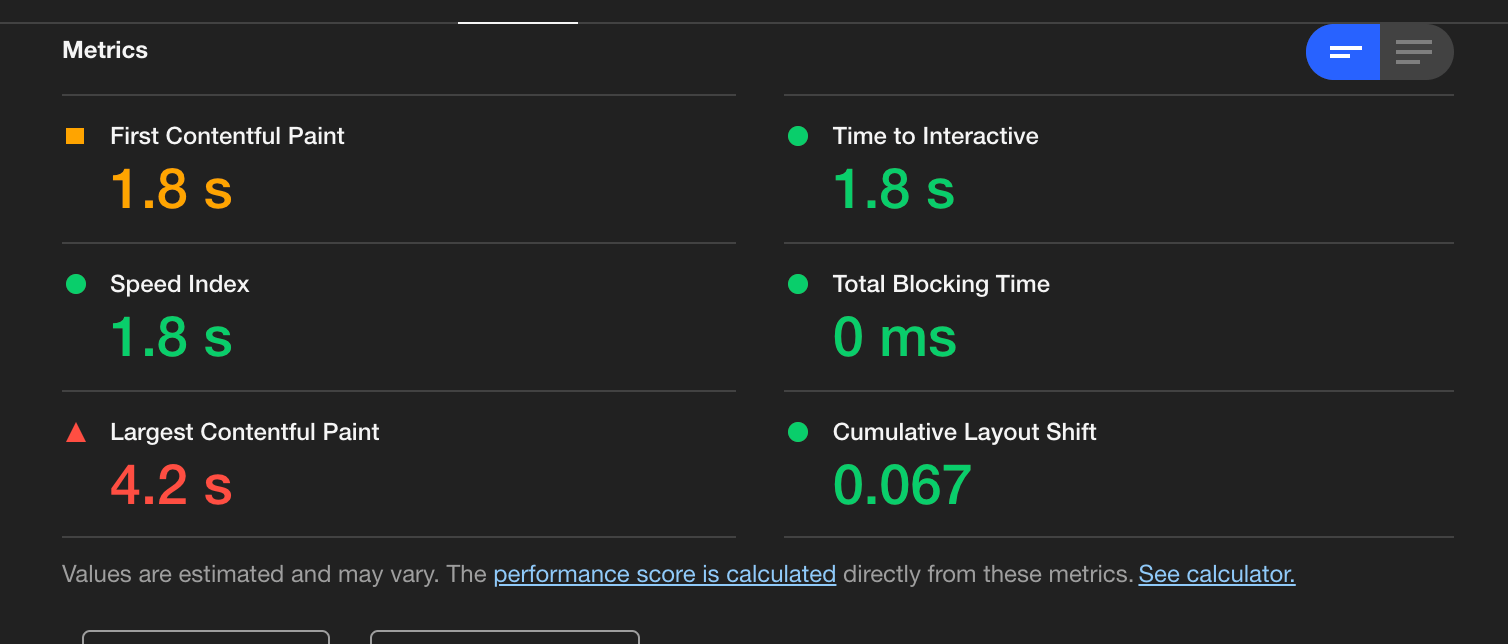 Metrics
First Contentful Paint
1.8 s
Time to Interactive
1.8 s
Speed Index
1.8 s
Total Blocking Time
0 ms
Largest Contentful Paint
4.2 s
Cumulative Layout Shift
0.067
Values are estimated and may vary. The performance score is calculated directly from these metrics. See calculator.